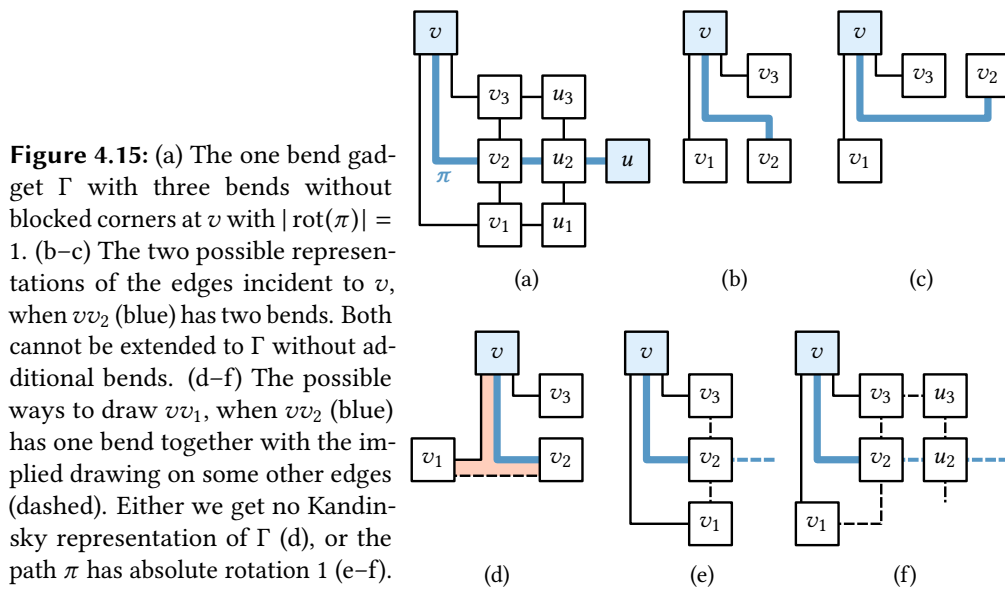 Figure 4.15: (a) The one bend gad-
get Γ with three bends without
blocked corners at v with | rot(π)| =
1. (b–c) The two possible represen-
tations of the edges incident to v,
when vv₂ (blue) has two bends. Both
cannot be extended to Γ without ad-
ditional bends. (d–f) The possible
ways to draw vv₁, when vv₂ (blue)
has one bend together with the im-
plied drawing on some other edges
(dashed). Either we get no Kandin-
sky representation of Γ (d), or the
path π has absolute rotation 1 (e–f).
v
v₃ u₃
v₂ u₂ u
π
v₁ u₁
(a)
v
v₃
v₁ v₂
(b)
v
v₃ v₂
v₁
(c)
v
v₃
v₁ v₂
(d)
v
v₃
v₂
v₁
(e)
v
v₃ u₃
v₂ u₂
v₁
(f)